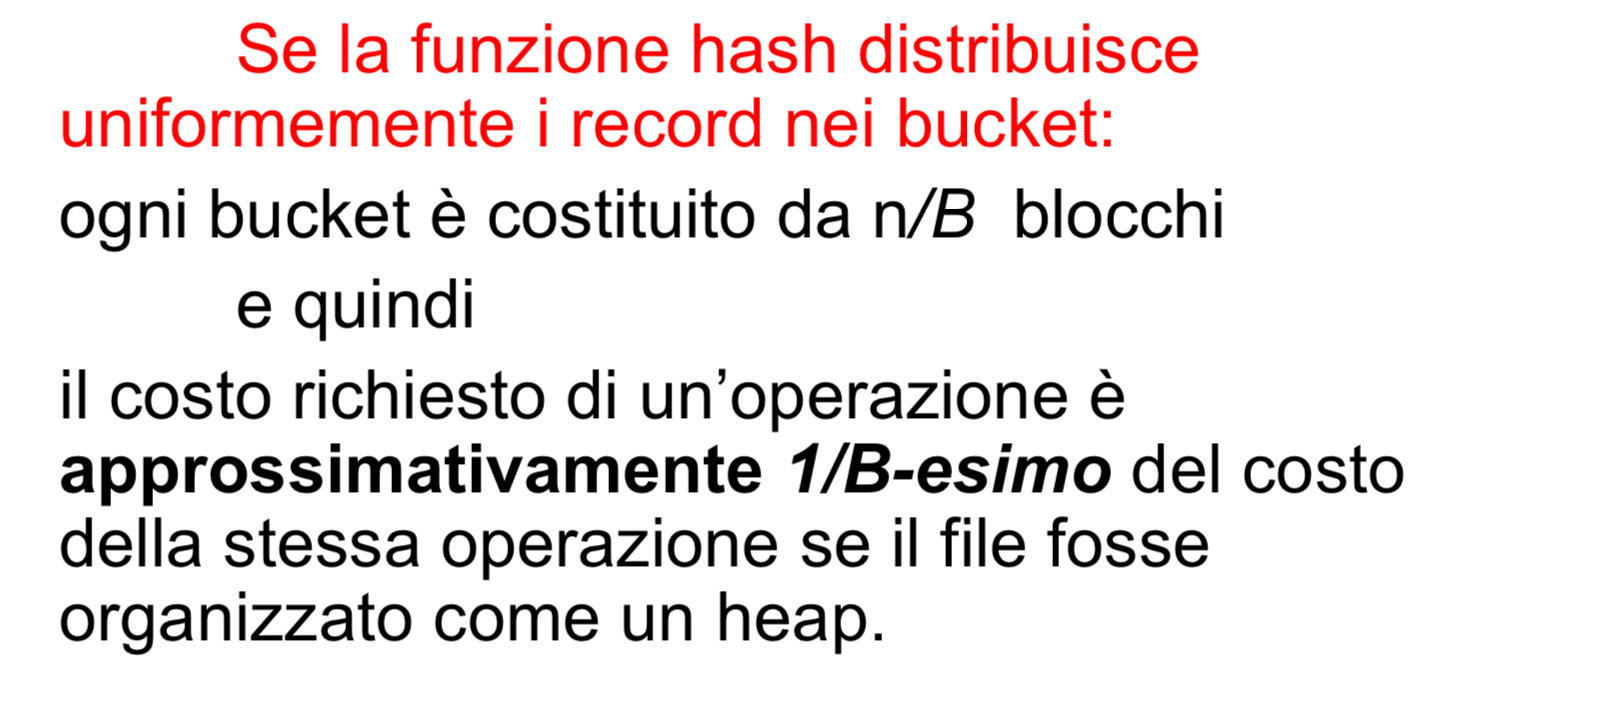 Se la funzione hash distribuisce
uniformemente i record nei bucket:
ogni bucket è costituito da n/B blocchi
e quindi
il costo richiesto di un’operazione è
approssimativamente 1/B-esimo del costo
della stessa operazione se il file fosse
organizzato come un heap.